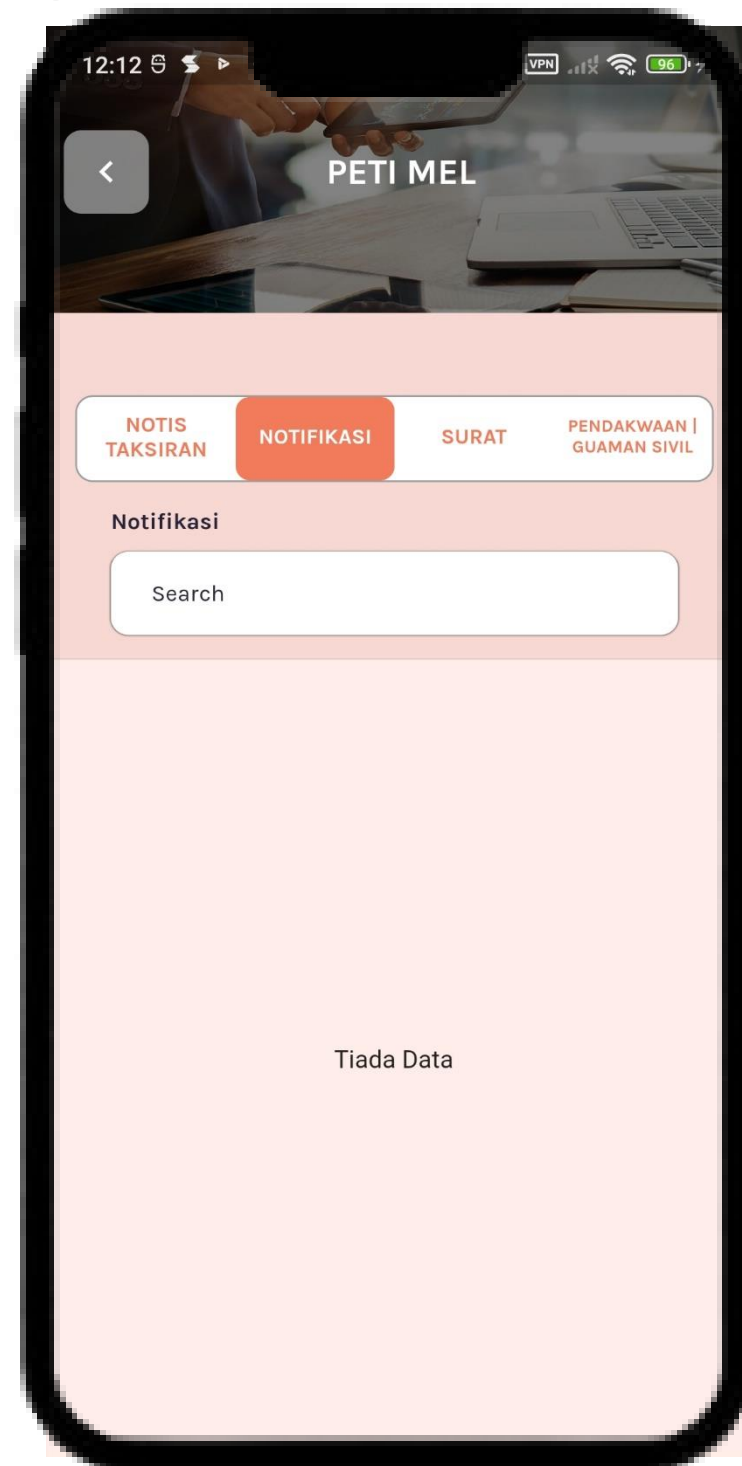 12:12
VPN
96
PETI MEL
NOTIS
TAKSIRAN
NOTIFIKASI
SURAT
PENDAKWAAN |
GUAMAN SIVIL
Notifikasi
Search
Tiada Data